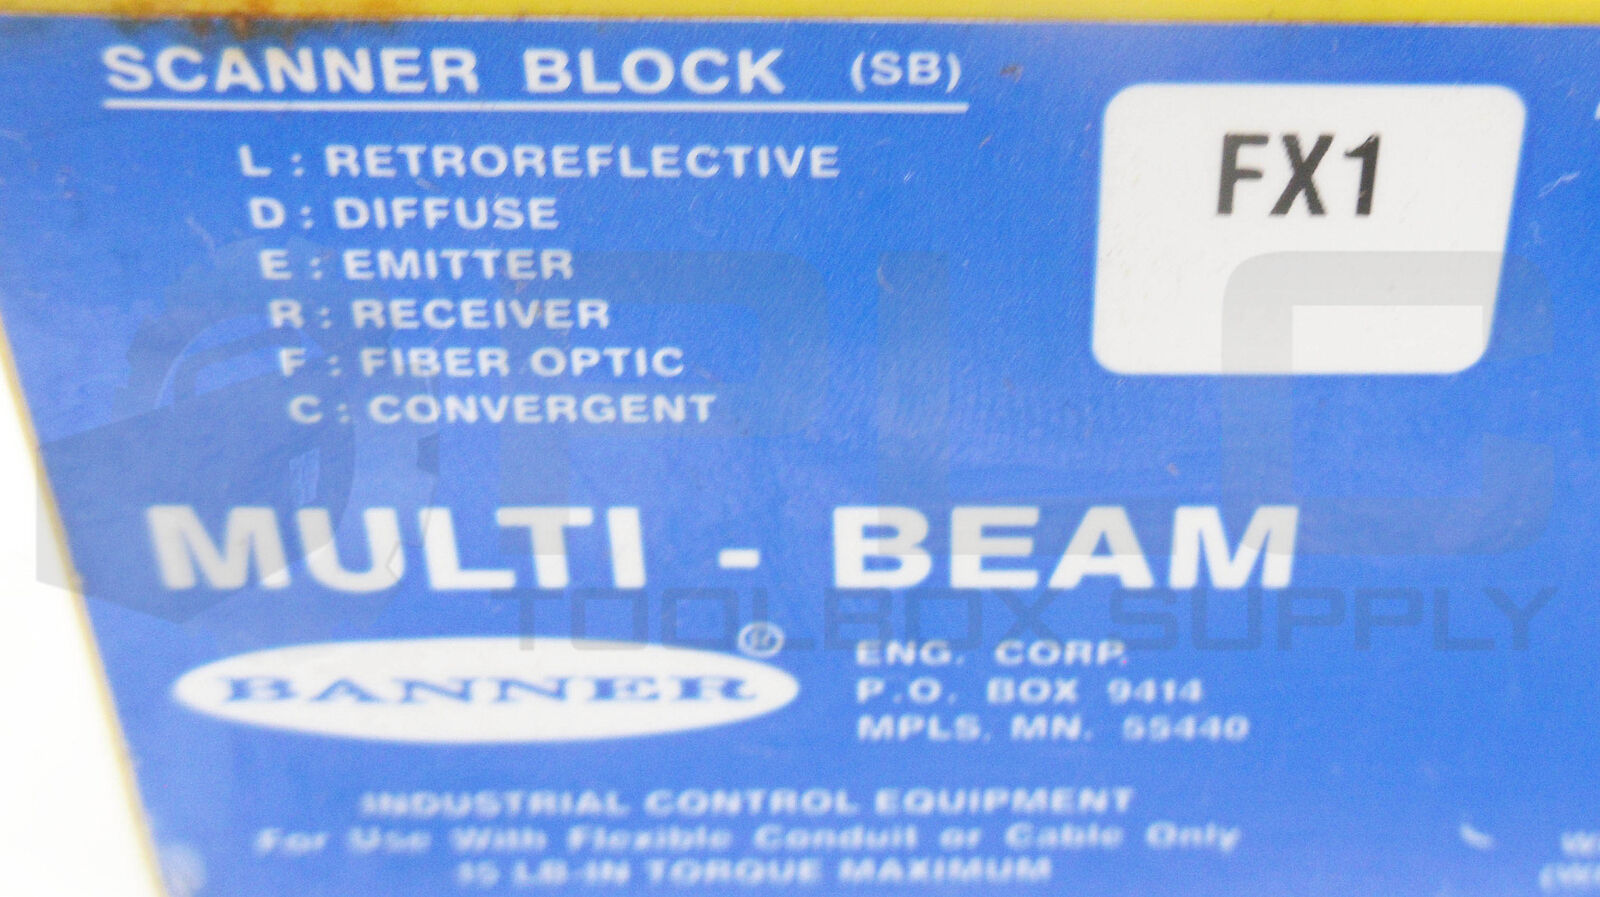 SCANNER BLOCK (SB)
FX1
L : RETROREFLECTIVE
D : DIFFUSE
E : EMITTER
R : RECEIVER
F : FIBER OPTIC
C : CONVERGENT
MULTI - BEAM
BANNER ®
ENG. CORP.
P.O. BOX 9414
MPLS. MN. 55440
INDUSTRIAL CONTROL EQUIPMENT
For Use With Flexible Conduit or Cable Only
LB-IN TORQUE MAXIMUM
PLC
TOOLBOX SUPPLY